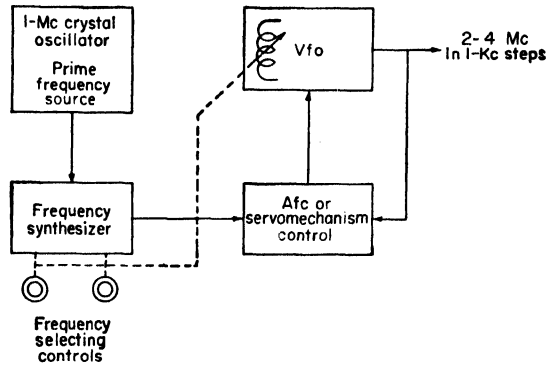 1-Mc crystal
oscillator
Prime
frequency
source
Vfo
2-4 Mc
In 1-Kc steps
Frequency
synthesizer
Afc or
servomechanism
control
Frequency
selecting
controls